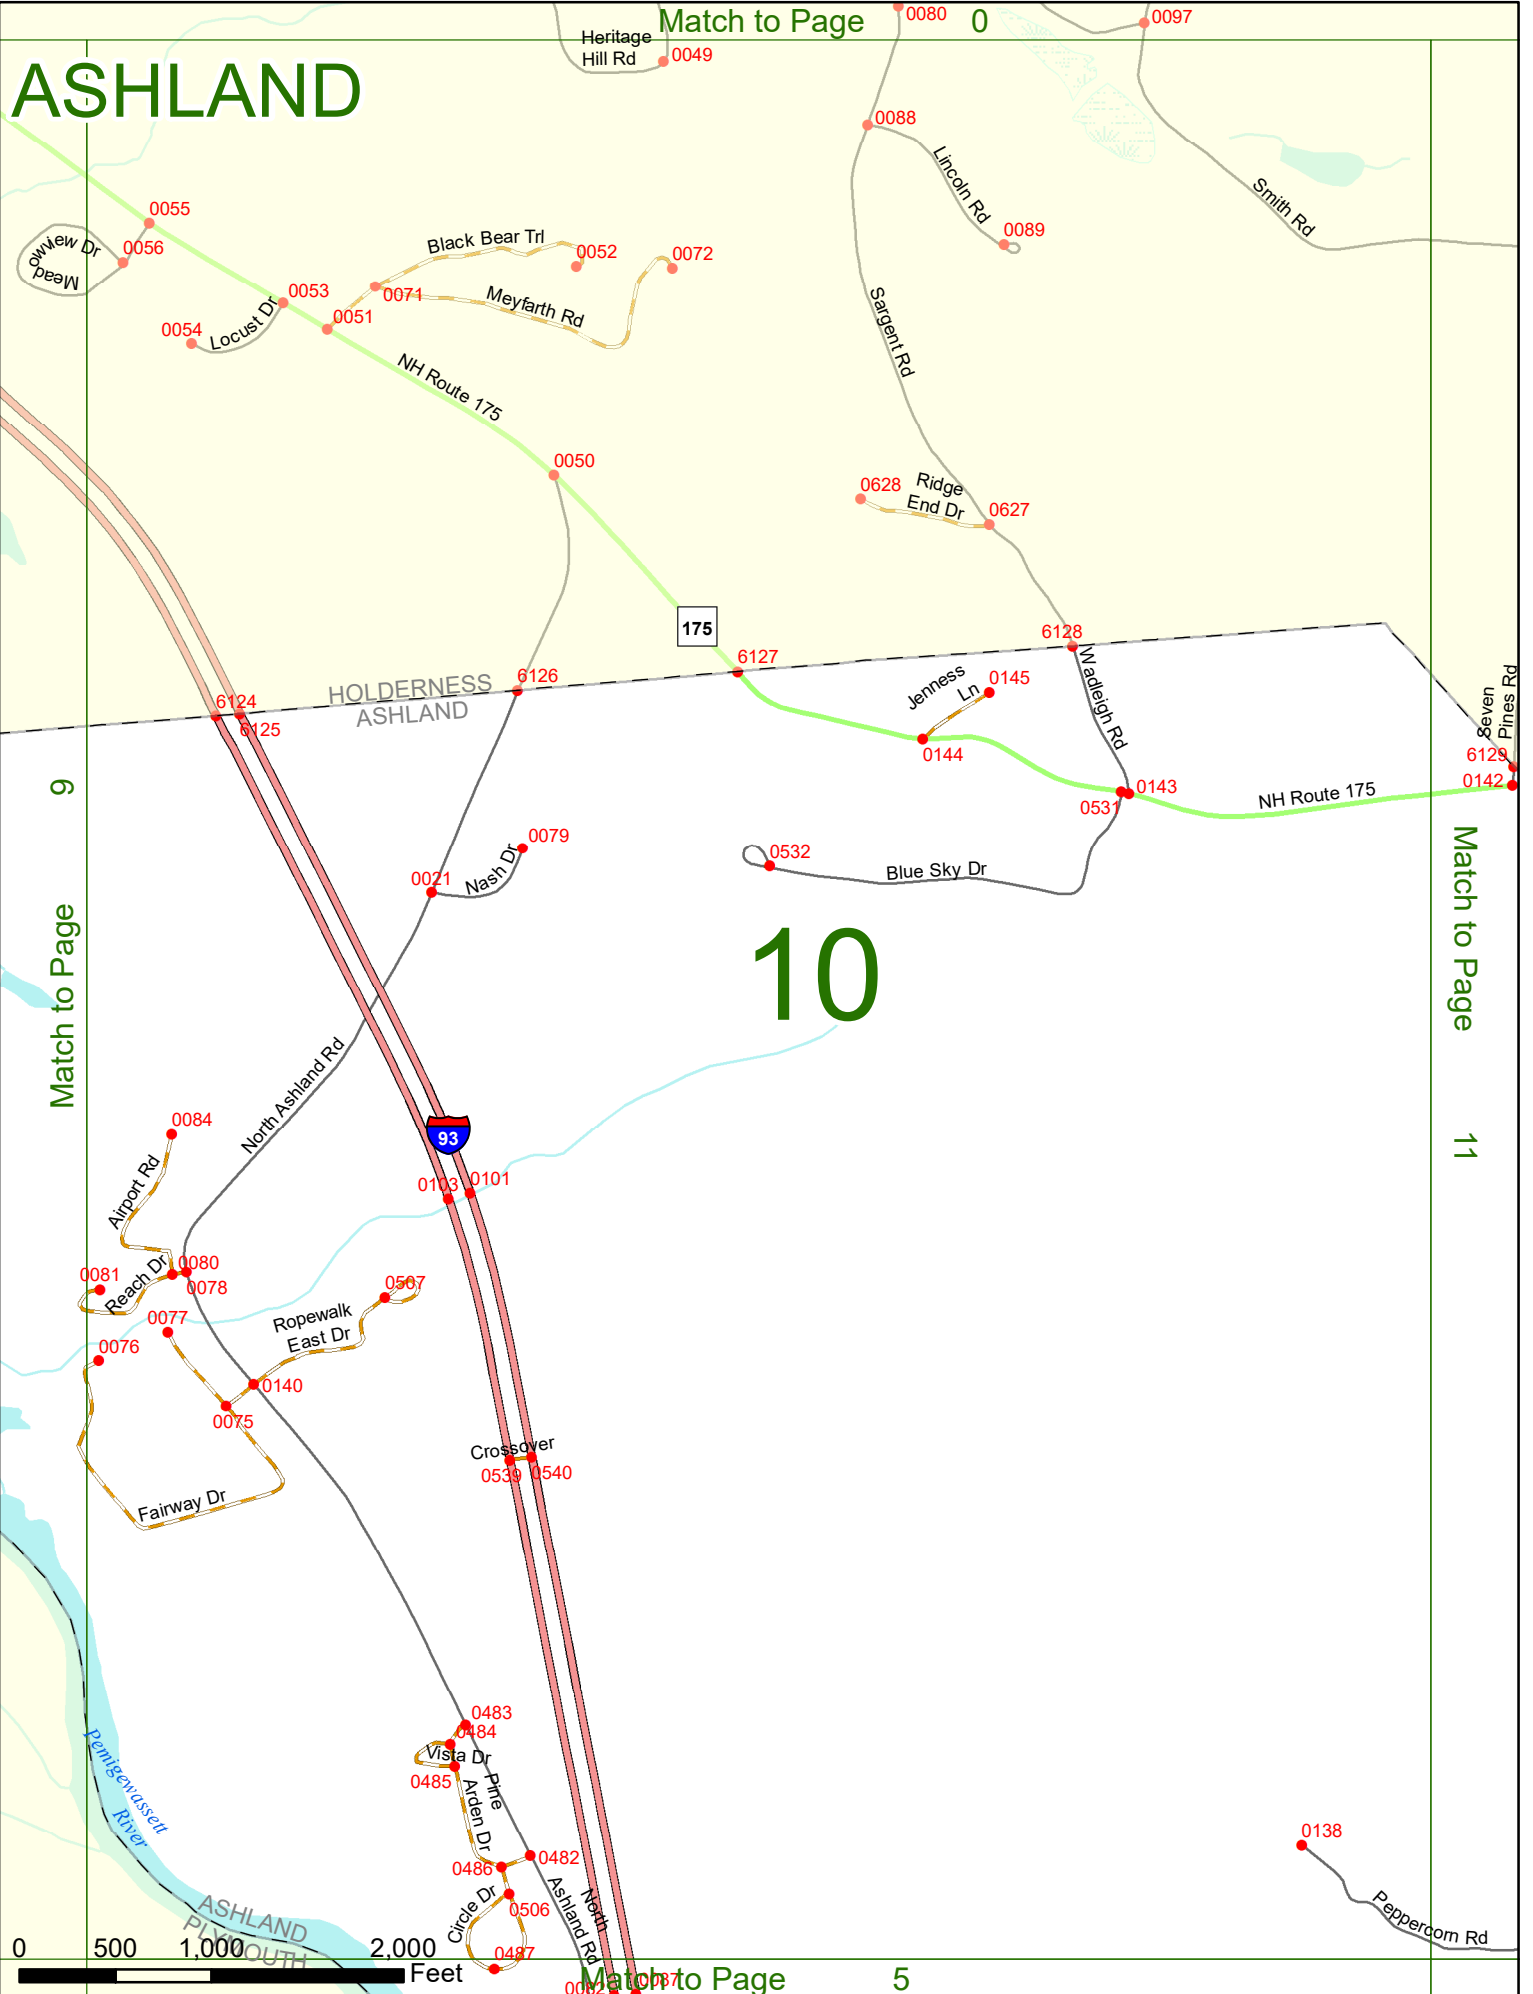 Match to Page 0
0080
0097
Heritage
Hill Rd
0049
ASHLAND
0088
Lincoln Rd
Smith Rd
0055
0056
Meadowview Dr
Black Bear Trl
0052
0072
0089
0053
0071
0051
Meyfarth Rd
0054
Locust Dr
Sargent Rd
NH Route 175
0050
0628
Ridge
End Dr
0627
175
6128
6127
6126
HOLDERNESS
ASHLAND
6124
6125
Jenness
Ln
0145
Wadleigh Rd
Seven
Pines Rd
6129
0142
0144
0143
0531
NH Route 175
Match to Page 9
0079
Nash Dr
0021
0532
Blue Sky Dr
10
Match to Page 11
North Ashland Rd
0084
Airport Rd
93
0103
0101
0080
0078
0081
Reach Dr
0077
0076
0507
Ropewalk
East Dr
0140
0075
Crossover
0539
0540
Fairway Dr
0483
0484
Vista Dr
0485
Pine
Arden Dr
Pemigewassett
River
0138
0482
0486
0506
Circle Dr
North
Ashland Rd
0487
Peppercorn Rd
ASHLAND
PLYMOUTH
0 500 1,000 2,000
Feet
0082
0087
Match to Page 5